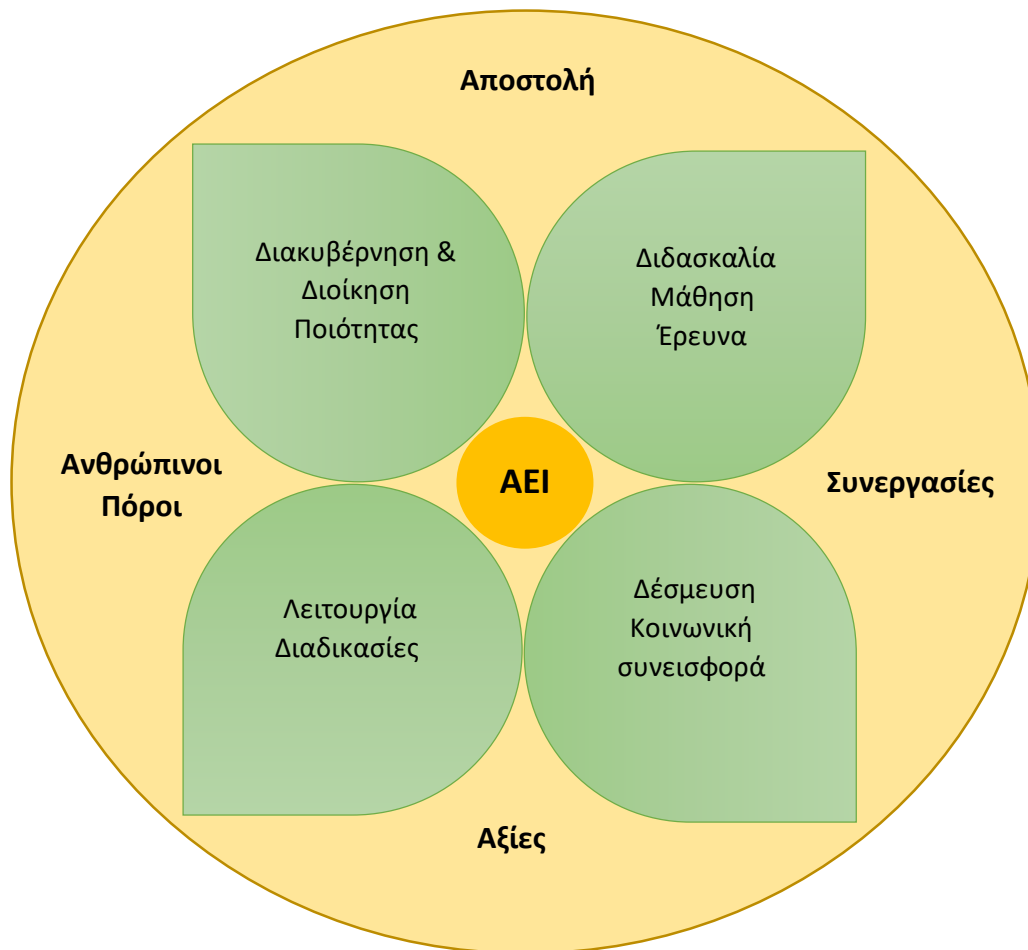 Αποστολή
Διακυβέρνηση &
Διοίκηση
Ποιότητας
Διδασκαλία
Μάθηση
Έρευνα
Ανθρώπινοι
Πόροι
ΑΕΙ
Συνεργασίες
Λειτουργία
Διαδικασίες
Δέσμευση
Κοινωνική
συνεισφορά
Αξίες